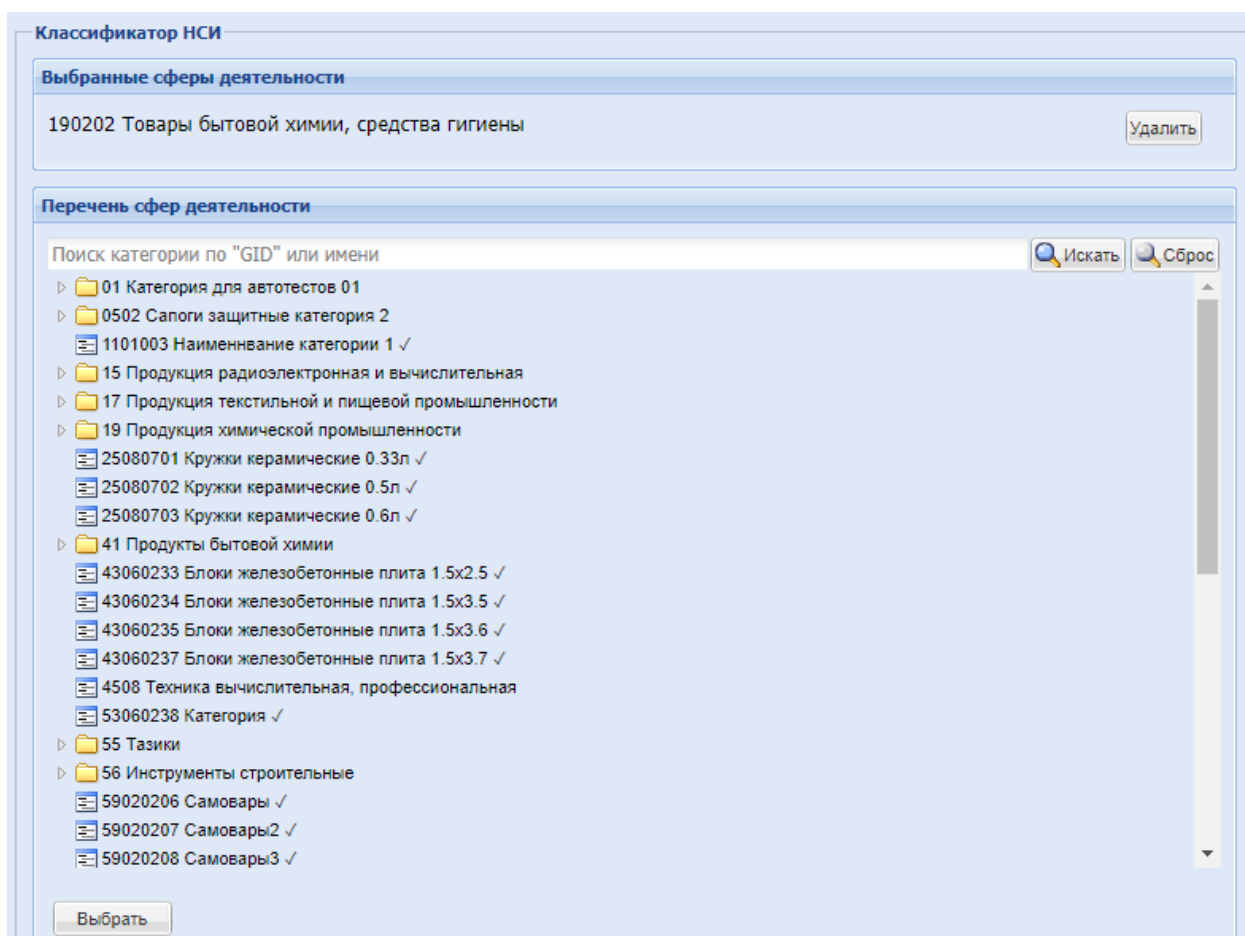 Классификатор НСИ
Выбранные сферы деятельности
190202 Товары бытовой химии, средства гигиены
Удалить
Перечень сфер деятельности
Поиск категории по "GID" или имени
Искать Сброс
01 Категория для автотестов 01
0502 Сапоги защитные категория 2
1101003 Наименнвание категории 1 ✓
15 Продукция радиоэлектронная и вычислительная
17 Продукция текстильной и пищевой промышленности
19 Продукция химической промышленности
25080701 Кружки керамические 0.33л ✓
25080702 Кружки керамические 0.5л ✓
25080703 Кружки керамические 0.6л ✓
41 Продукты бытовой химии
43060233 Блоки железобетонные плита 1.5x2.5 ✓
43060234 Блоки железобетонные плита 1.5x3.5 ✓
43060235 Блоки железобетонные плита 1.5x3.6 ✓
43060237 Блоки железобетонные плита 1.5x3.7 ✓
4508 Техника вычислительная, профессиональная
53060238 Категория ✓
55 Тазики
56 Инструменты строительные
59020206 Самовары ✓
59020207 Самовары2 ✓
59020208 Самовары3 ✓
Выбрать